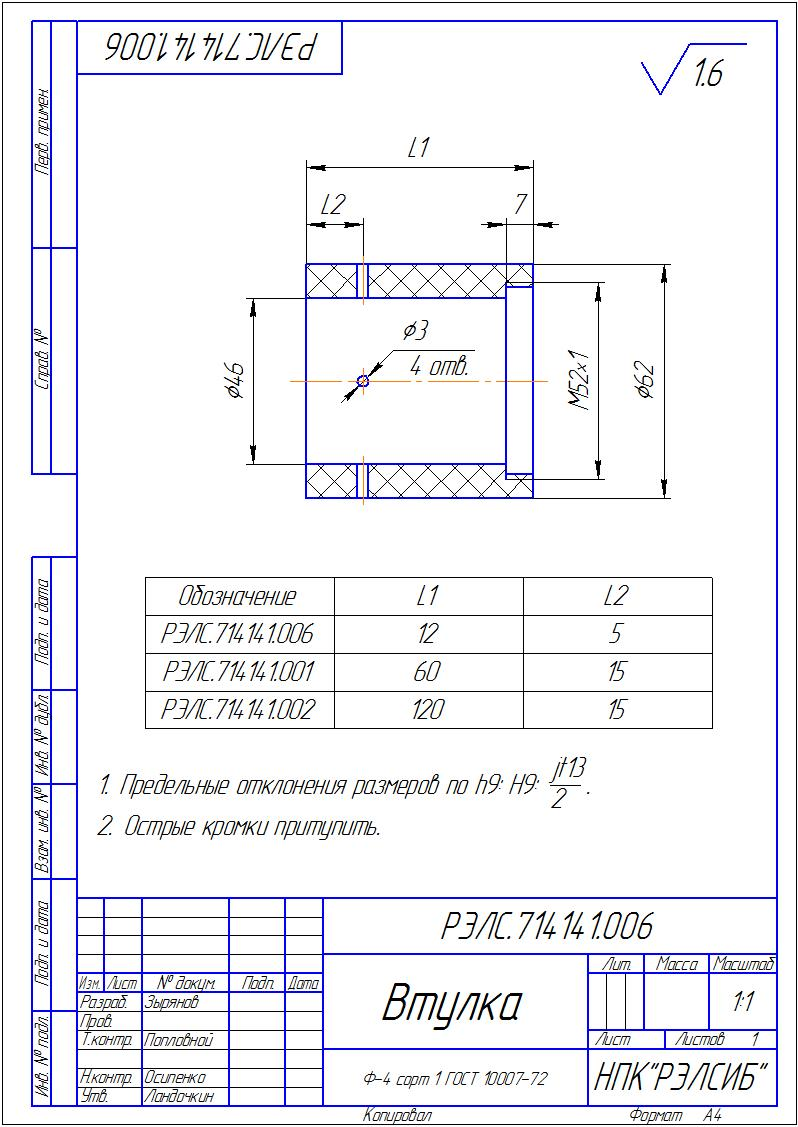 РЭЛС.714141.006
1.6
Перв. примен.
Справ. №
L1
L2
7
ϕ3
4 отв.
ϕ46
М52×1
ϕ62
Обозначение L1 L2
РЭЛС.714141.006 12 5
РЭЛС.714141.001 60 15
РЭЛС.714141.002 120 15
1. Предельные отклонения размеров по h9: H9: jt13/2.
2. Острые кромки притупить.
Подп. и дата
Инв. № дубл.
Взам. инв. №
Подп. и дата
Инв. № подл.
РЭЛС.714141.006
Изм. Лист № докум. Подп. Дата
Разраб. Зырянов
Пров.
Т.контр. Попловной
Н.контр. Осипенко
Утв. Ландочкин
Втулка
Лит. Масса Масштаб
1:1
Лист Листов 1
Ф-4 сорт 1 ГОСТ 10007-72
НПК"РЭЛСИБ"
Копировал Формат А4